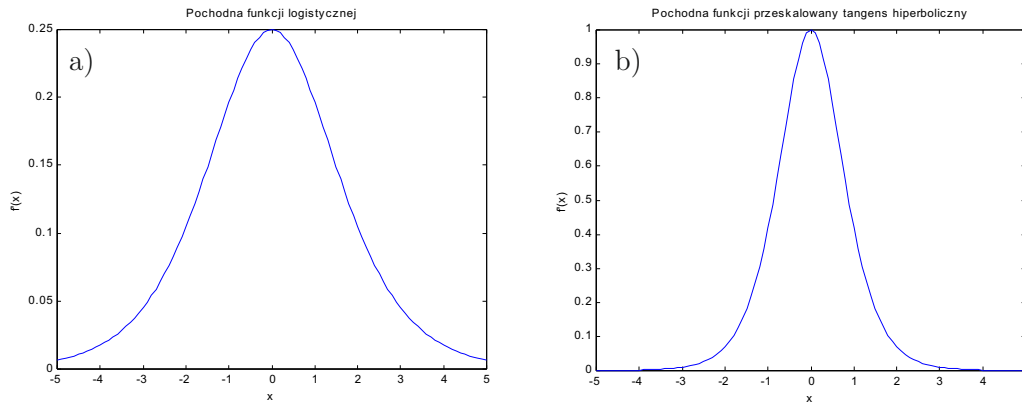 Pochodna funkcji logistycznej
a)
0.25
0.2
0.15
0.1
0.05
0
f'(x)
-5 -4 -3 -2 -1 0 1 2 3 4 5
x
Pochodna funkcji przeskalowany tangens hiperboliczny
b)
1
0.9
0.8
0.7
0.6
0.5
0.4
0.3
0.2
0.1
0
f'(x)
-5 -4 -3 -2 -1 0 1 2 3 4
x